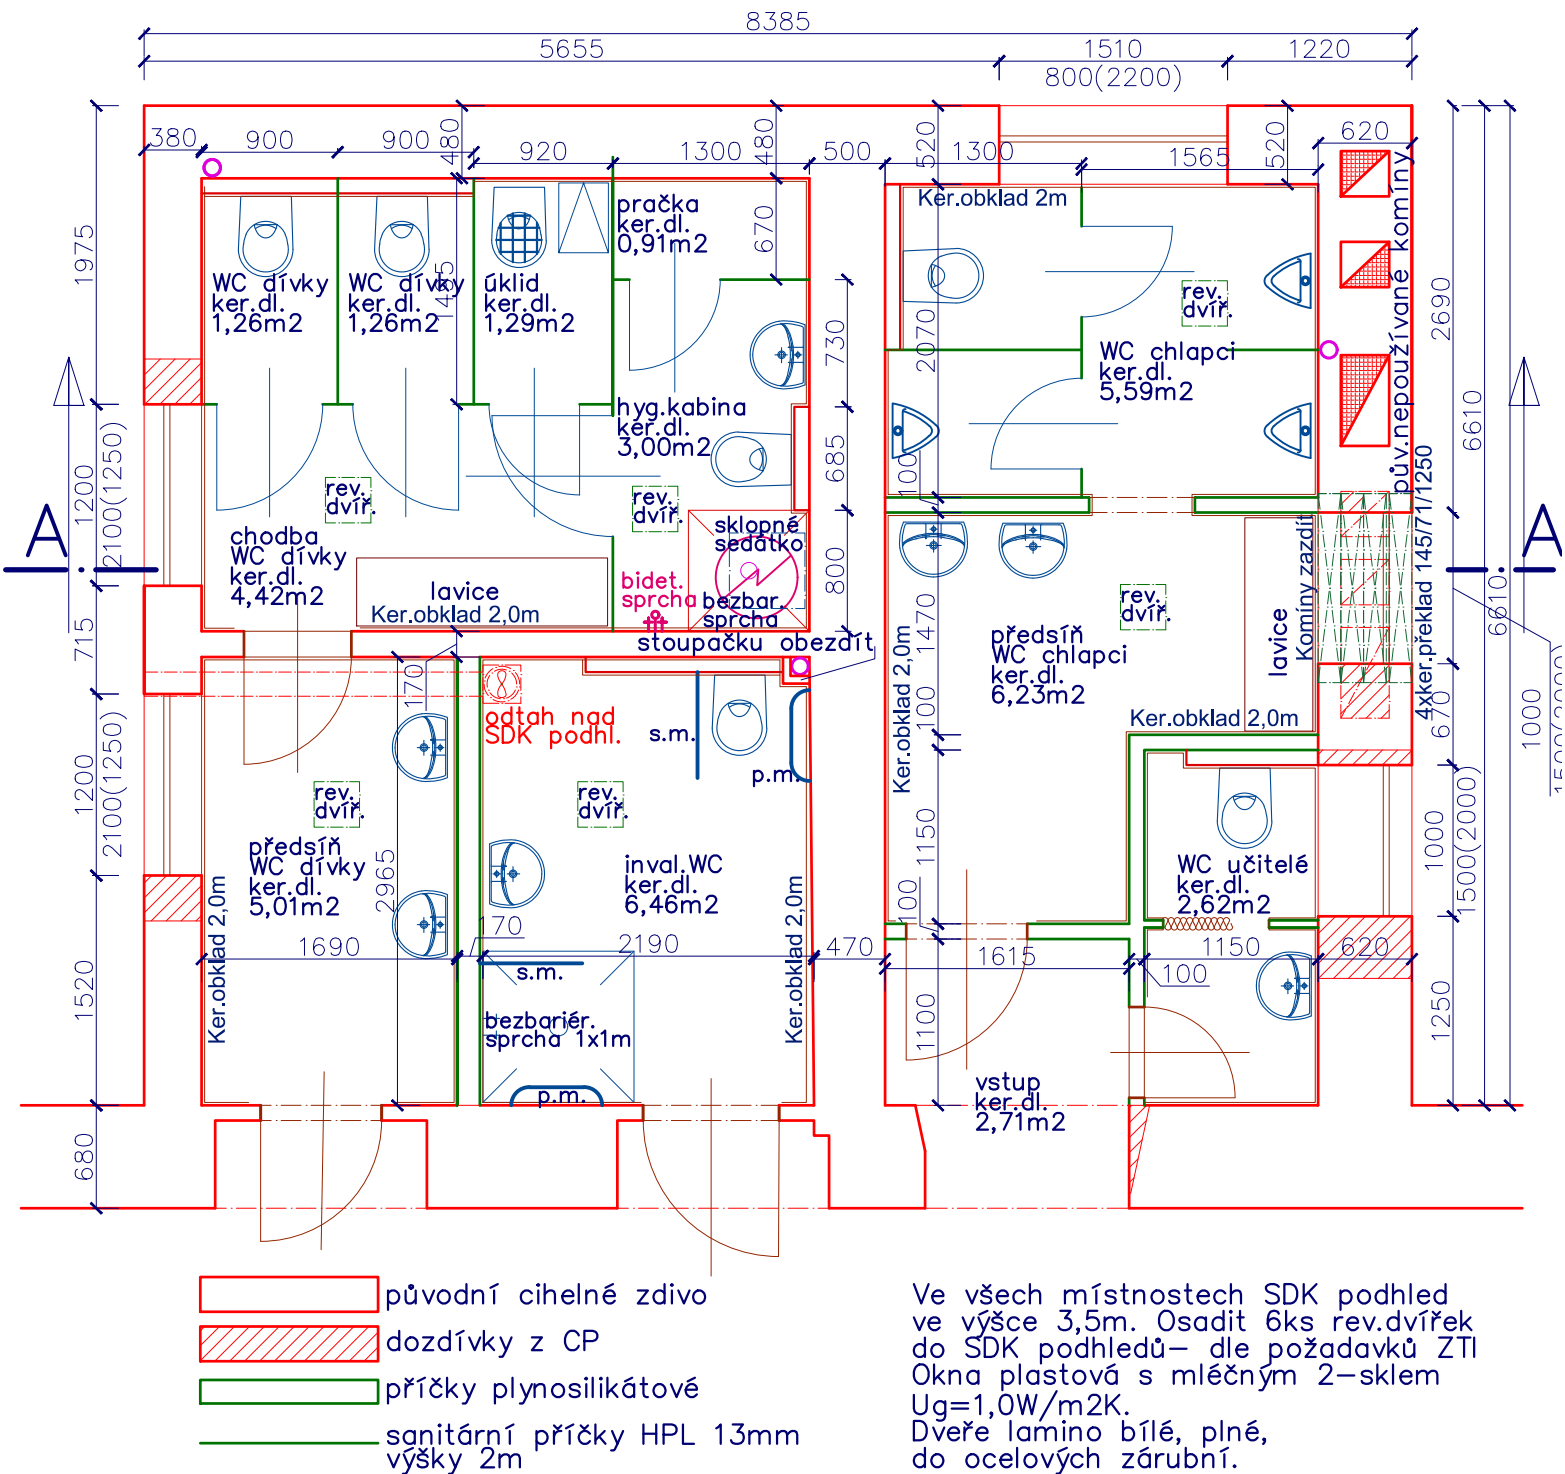 8385
5655
1510
1220
800(2200)
380
900
900
480
920
1300
480
500
520
1300
1565
520
620
Ker.obklad 2m
pračka
ker.dl.
0,91m2
670
1975
WC dívky
ker.dl.
1,26m2
WC dívky
ker.dl.
1,26m2
1495
úklid
ker.dl.
1,29m2
730
2070
rev.
dvíř.
WC chlapci
ker.dl.
5,59m2
pův.nepoužívané komíny
2690
6610
hyg.kabina
ker.dl.
3,00m2
685
100
1200
2100(1250)
rev.
dvíř.
rev.
dvíř.
sklopné
sedátko
A
A
chodba
WC dívky
ker.dl.
4,42m2
lavice
Ker.obklad 2,0m
bidet.
sprcha
bezbar.
sprcha
800
stoupačku obezdít
715
1470
rev.
dvíř.
předsíň
WC chlapci
ker.dl.
6,23m2
lavice
Komíny zazdít
4xker.překlad 145/71/1250
6610
670
1000
1500(2000)
170
odtah nad
SDK podhl.
s.m.
p.m.
Ker.obklad 2,0m
100
Ker.obklad 2,0m
1200
2100(1250)
rev.
dvíř.
rev.
dvíř.
předsíň
WC dívky
ker.dl.
5,01m2
2965
inval.WC
ker.dl.
6,46m2
1150
WC učitelé
ker.dl.
2,62m2
1000
1500(2000)
Ker.obklad 2,0m
Ker.obklad 2,0m
100
1690
170
2190
470
1615
1150
100
620
s.m.
1520
bezbariér.
sprcha 1x1m
p.m.
1100
1250
vstup
ker.dl.
2,71m2
680
původní cihelné zdivo
dozdívky z CP
příčky plynosilikátové
sanitární příčky HPL 13mm
výšky 2m
Ve všech místnostech SDK podhled
ve výšce 3,5m. Osadit 6ks rev.dvířek
do SDK podhledů– dle požadavků ZTI
Okna plastová s mléčným 2–sklem
Ug=1,0W/m2K.
Dveře lamino bílé, plné,
do ocelových zárubní.